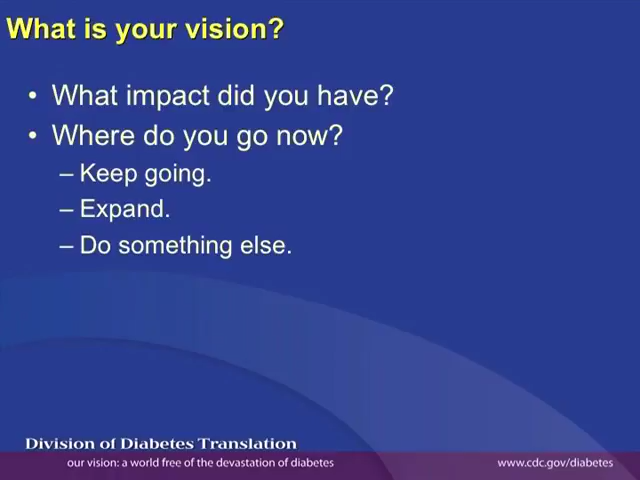 What is your vision?
• What impact did you have?
• Where do you go now?
– Keep going.
– Expand.
– Do something else.
Division of Diabetes Translation
our vision: a world free of the devastation of diabetes
www.cdc.gov/diabetes